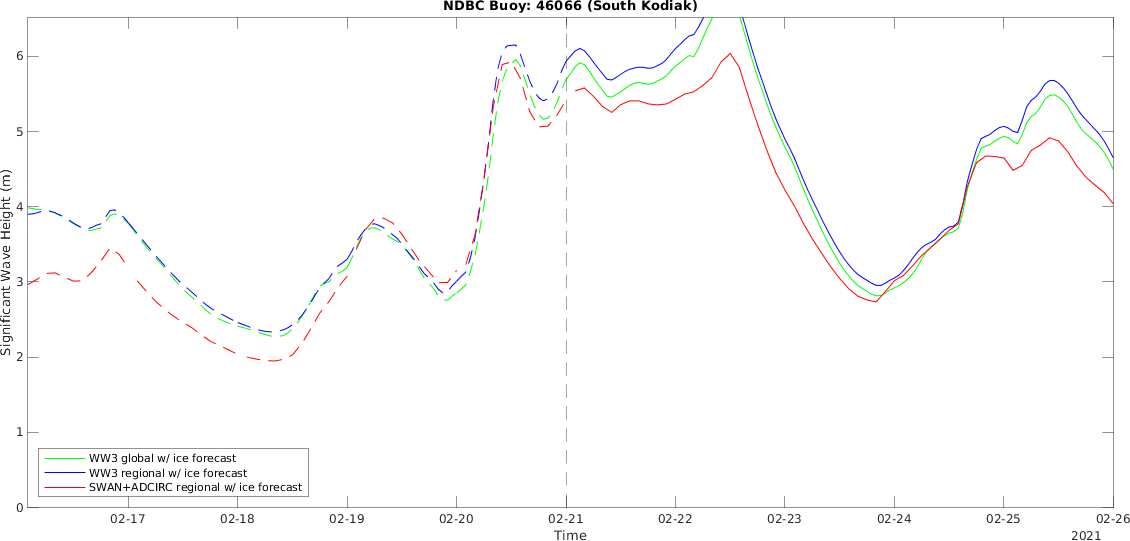 NDBC Buoy: 46066 (South Kodiak)
6
5
4
3
2
1
0
Significant Wave Height (m)
WW3 global w/ ice forecast
WW3 regional w/ ice forecast
SWAN+ADCIRC regional w/ ice forecast
02-17 02-18 02-19 02-20 02-21 02-22 02-23 02-24 02-25 02-26
Time
2021